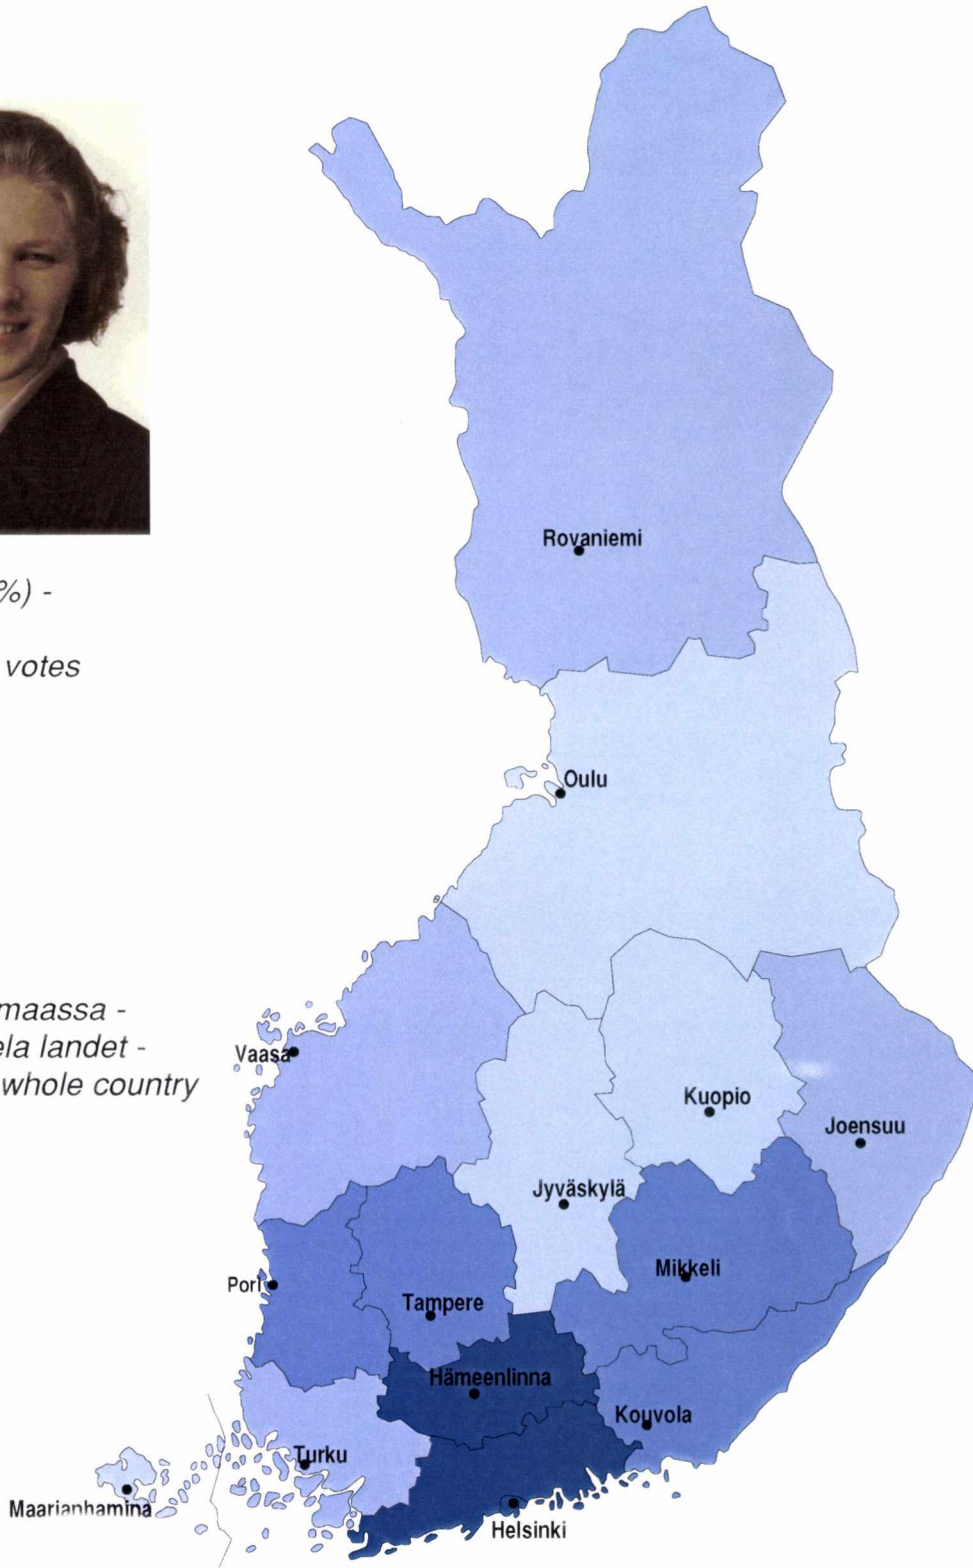 %) -
votes
maassa -
ela landet -
whole country
Rovaniemi
Oulu
Vaasa
Kuopio
Joensuu
Jyväskylä
Mikkeli
Pori
Tampere
Hämeenlinna
Kouvola
Turku
Maarianhamina
Helsinki